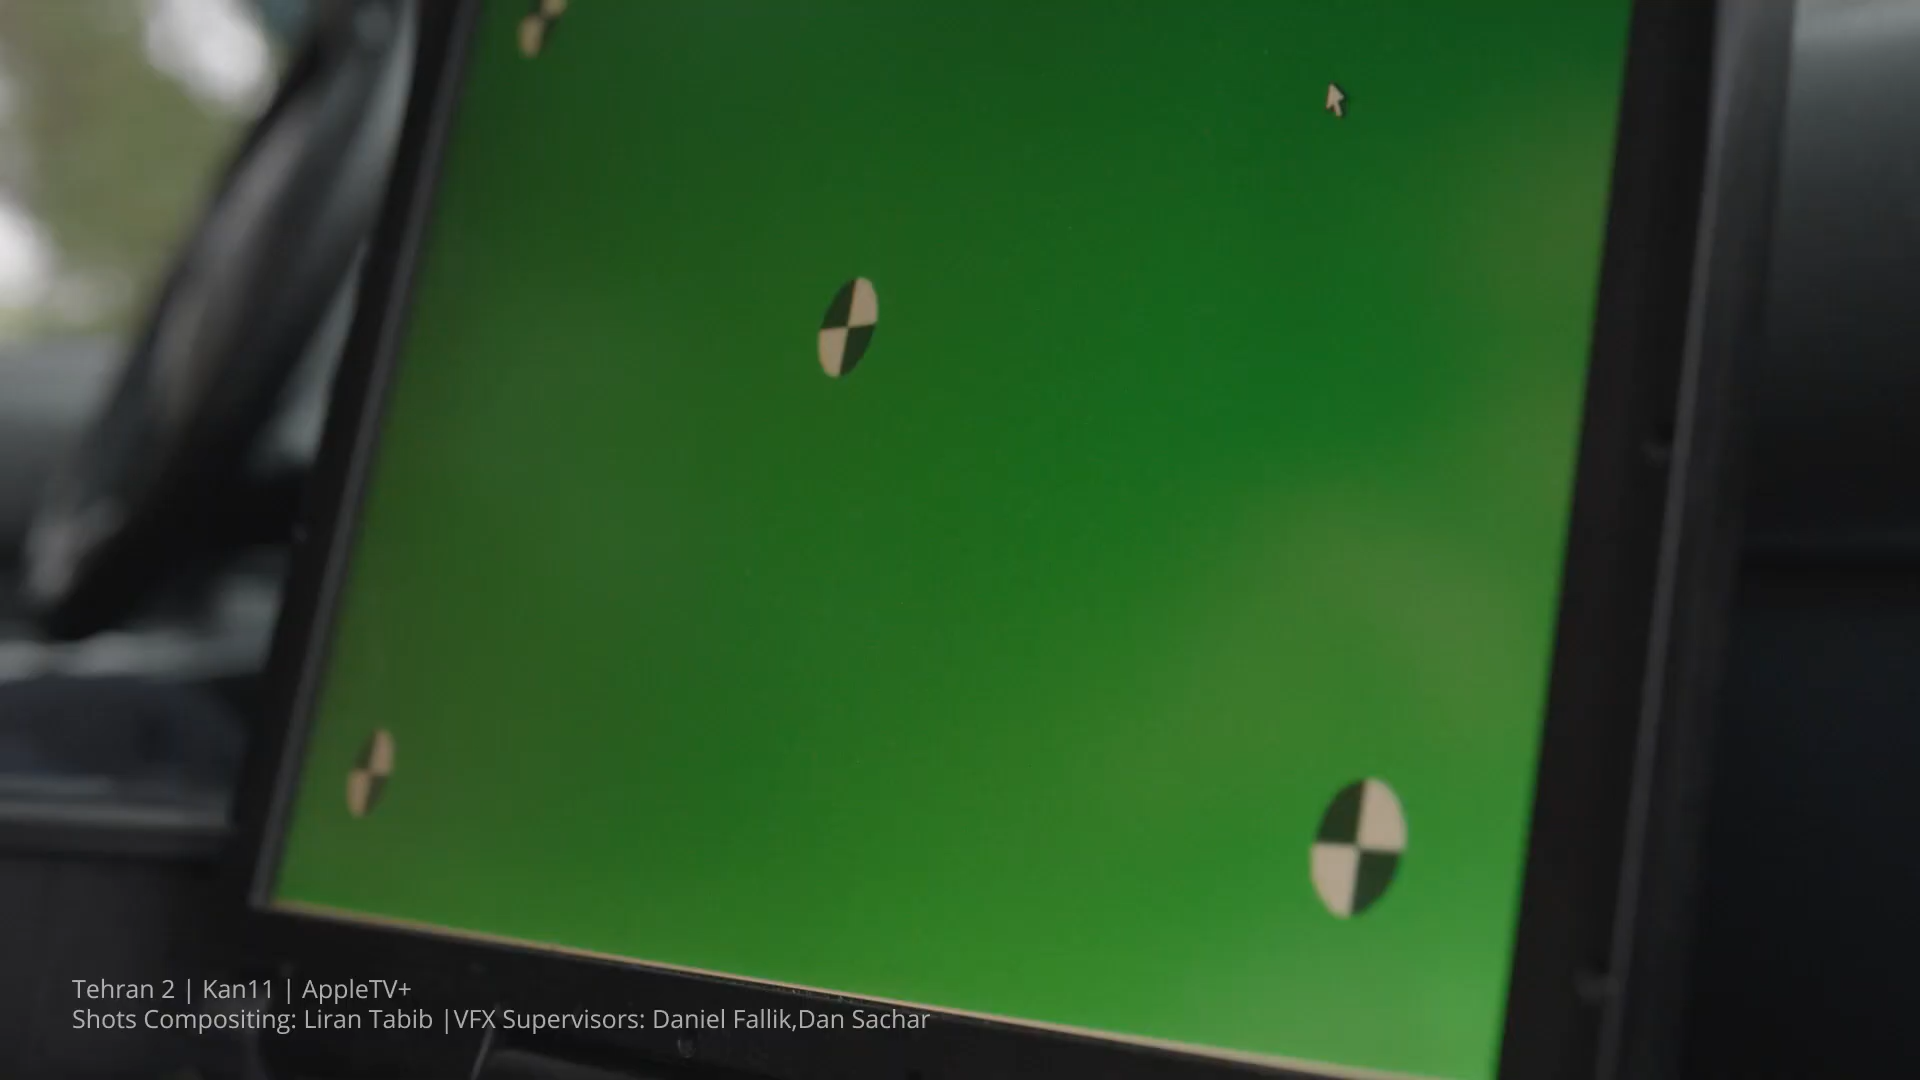 Tehran 2 | Kan11 | AppleTV+
Shots Compositing: Liran Tabib |VFX Supervisors: Daniel Fallik,Dan Sachar